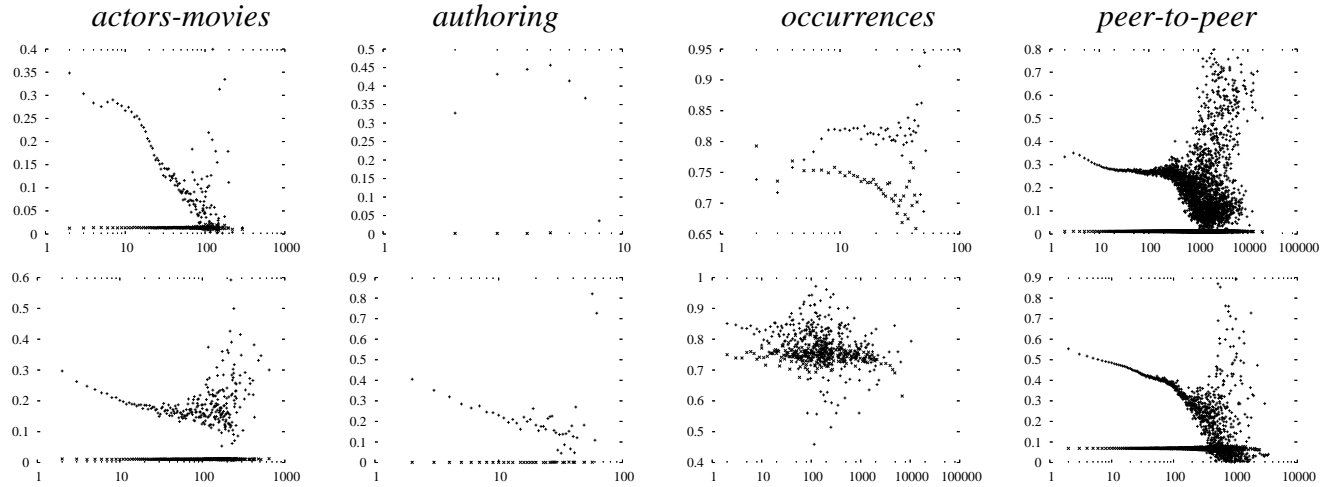 actors-movies authoring occurrences peer-to-peer
0.4 0.5 0.95 0.8
0.35 0.45 0.9 0.7
0.3 0.4 0.85 0.6
0.25 0.35 0.8 0.5
0.2 0.3 0.75 0.4
0.15 0.25 0.7 0.3
0.1 0.2 0.65 0.2
0.05 0.15 0.1
0 0.1 0
0.05
0
1 10 100 1000 1 10 1 10 100 1 10 100 1000 10000 100000
0.6 0.9 1 0.9
0.5 0.8 0.9 0.8
0.4 0.7 0.8 0.7
0.3 0.6 0.7 0.6
0.2 0.5 0.6 0.5
0.1 0.4 0.5 0.4
0 0.3 0.4 0.3
0.2 0.2
0.1 0.1
0 0
1 10 100 1000 1 10 100 1 10 100 1000 10000 100000 1 10 100 1000 10000